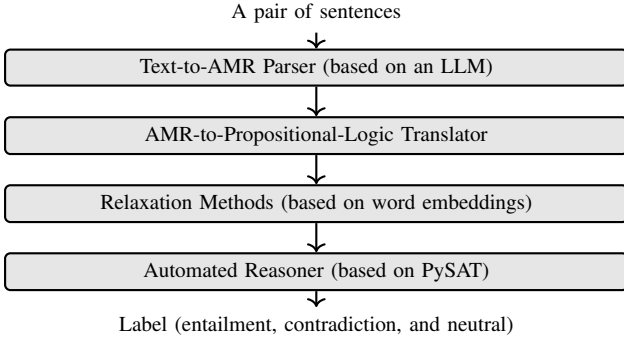 A pair of sentences
Text-to-AMR Parser (based on an LLM)
AMR-to-Propositional-Logic Translator
Relaxation Methods (based on word embeddings)
Automated Reasoner (based on PySAT)
Label (entailment, contradiction, and neutral)